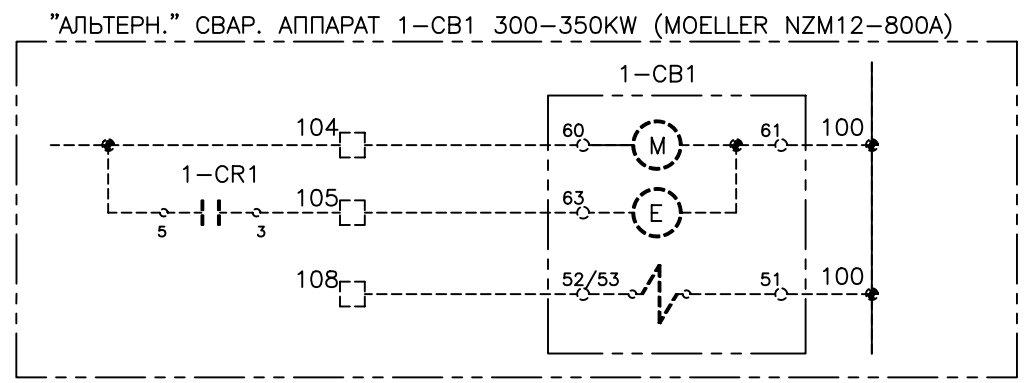 "АЛЬТЕРН." СВАР. АППАРАТ 1-CB1 300-350KW (MOELLER NZM12-800A)
1-CB1
104 60 M 61 100
1-CR1
105 63 E
5 3
108 52/53 51 100